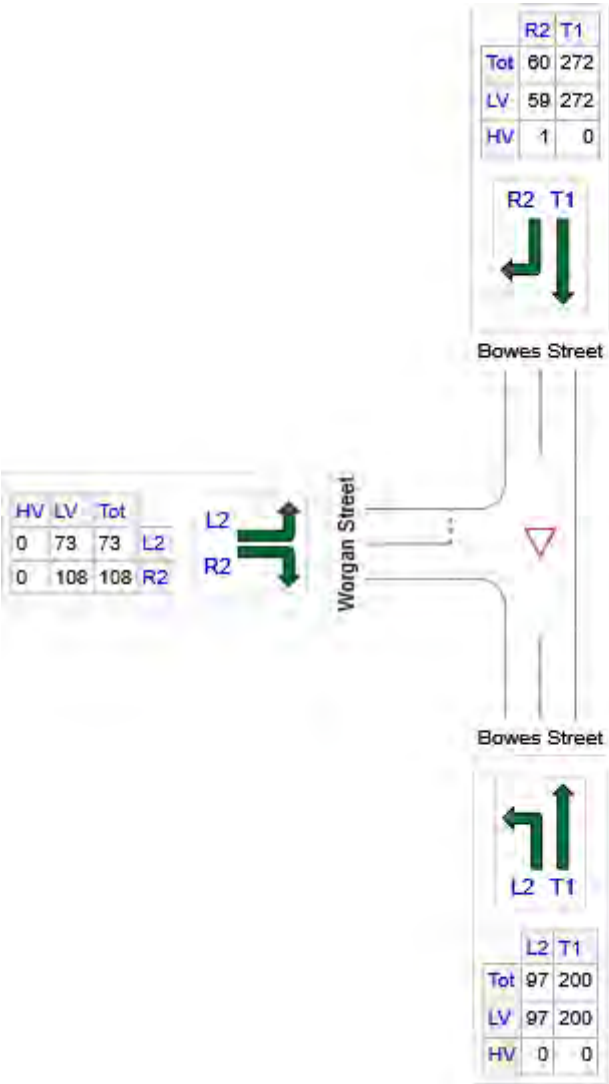 R2 T1
Tot 60 272
LV 59 272
HV 1 0
R2 T1
Bowes Street
Worgan Street
HV LV Tot
0 73 73 L2
0 108 108 R2
L2
R2
Bowes Street
L2 T1
L2 T1
Tot 97 200
LV 97 200
HV 0 0